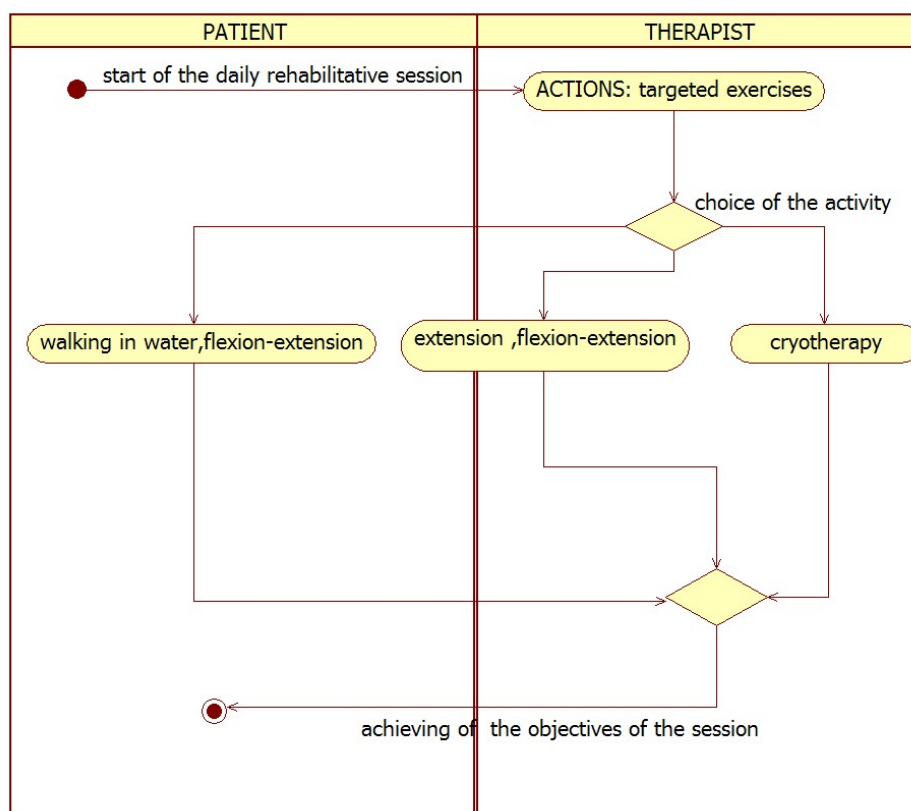 PATIENT
THERAPIST
start of the daily rehabilitative session
ACTIONS: targeted exercises
choice of the activity
walking in water,flexion-extension
extension ,flexion-extension
cryotherapy
achieving of  the objectives of the session